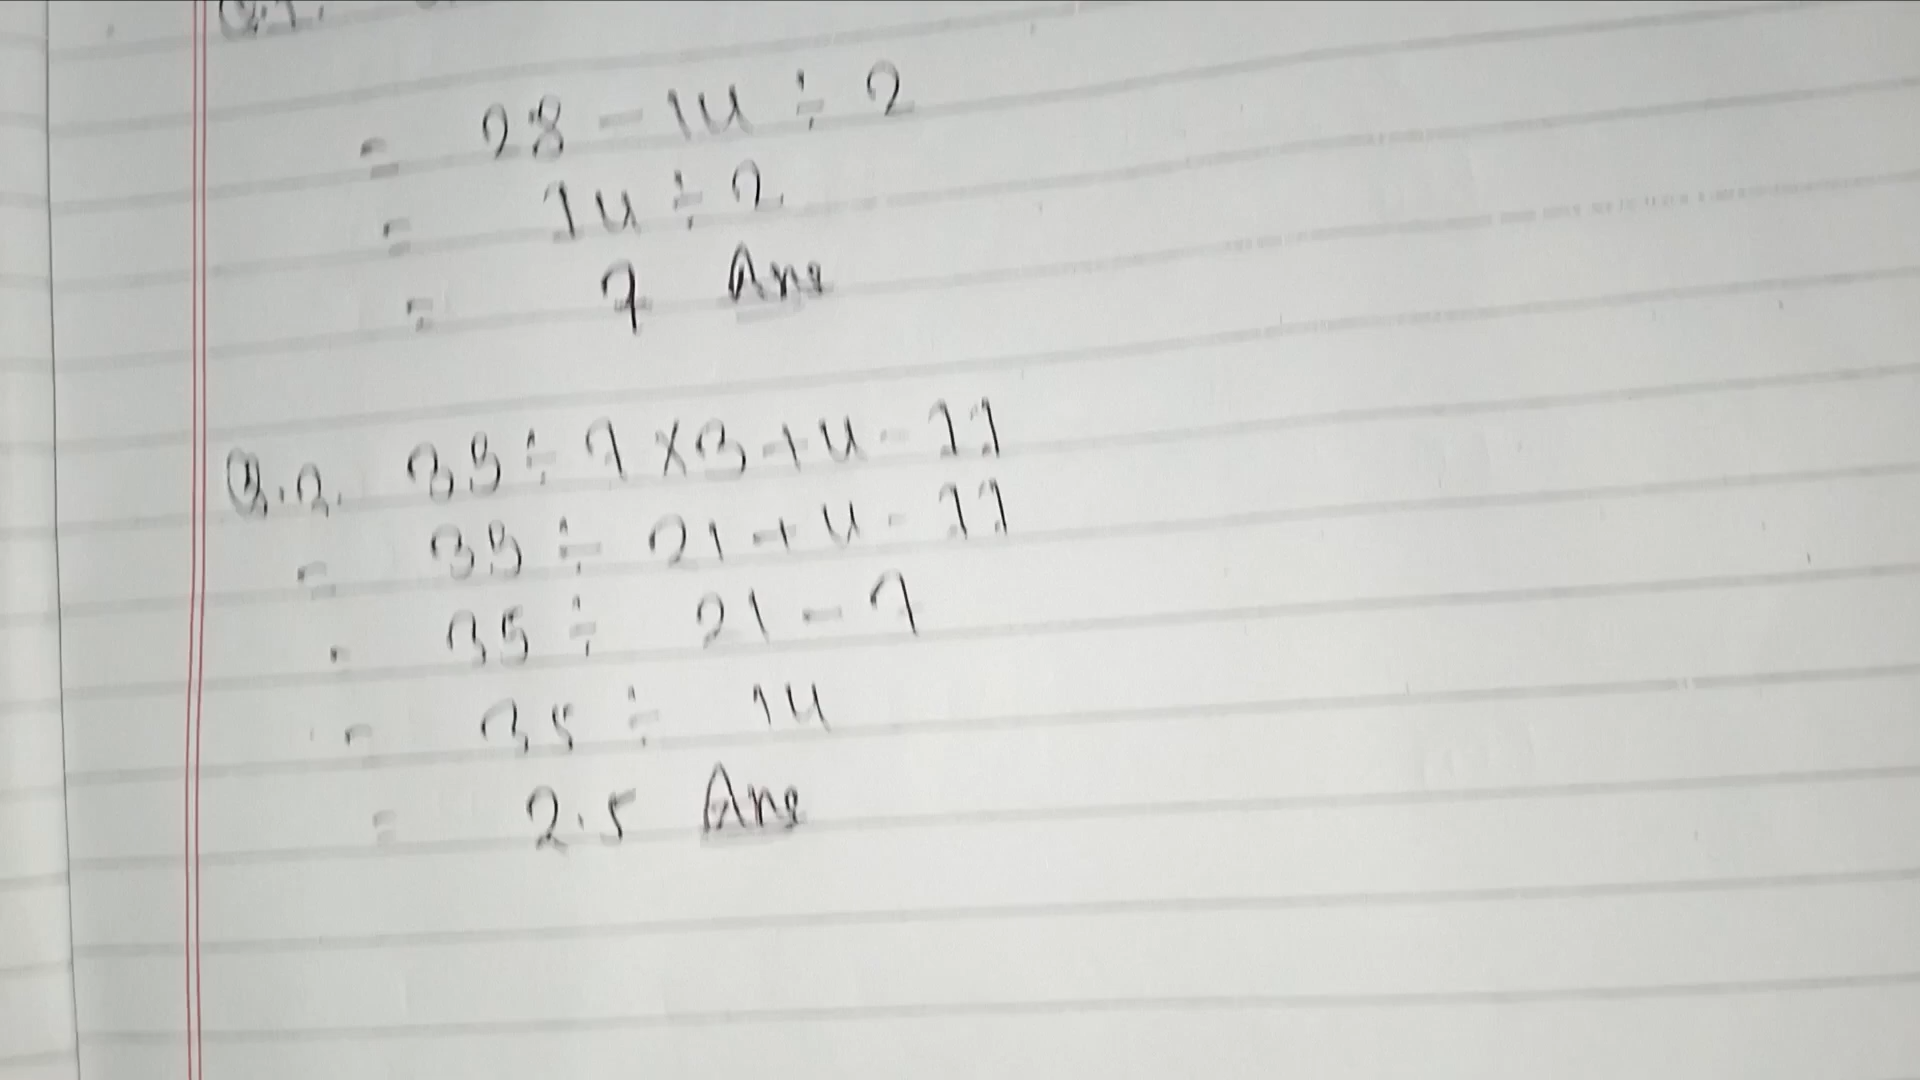 Q.1.
= 28 - 14 ÷ 2
= 14 ÷ 2
= 7 Ans
Q.2. 35 ÷ 7 × 3 + 4 - 11
= 35 ÷ 21 + 4 - 11
= 35 ÷ 21 - 7
= 35 ÷ 14
= 2.5 Ans